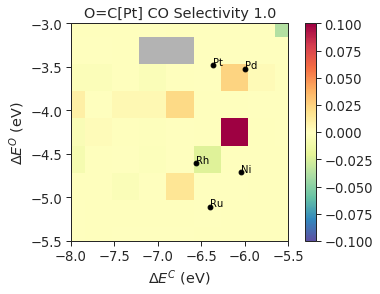 O=C[Pt] CO Selectivity 1.0
−3.0
−3.5
−4.0
−4.5
−5.0
−5.5
ΔE^O (eV)
Pt
Pd
Rh
Ni
Ru
−8.0 −7.5 −7.0 −6.5 −6.0 −5.5
ΔE^C (eV)
0.100
0.075
0.050
0.025
0.000
−0.025
−0.050
−0.075
−0.100